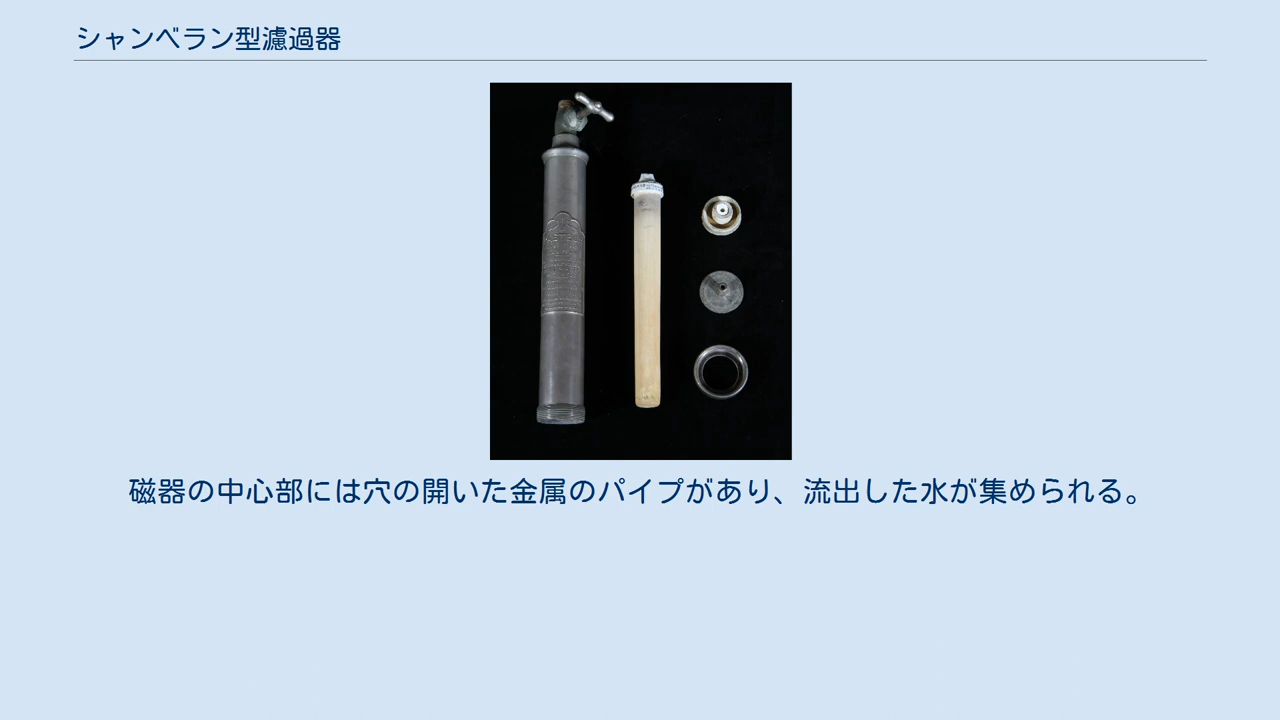 シャンベラン型濾過器
磁器の中心部には穴の開いた金属のパイプがあり、流出した水が集められる。